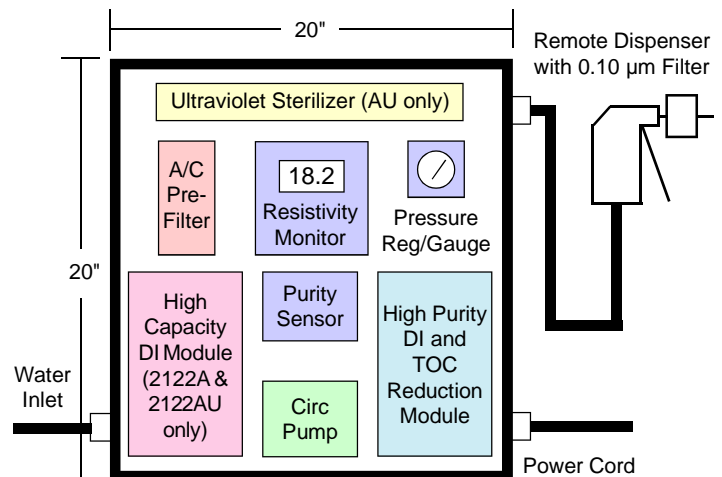 20"
Remote Dispenser
with 0.10 µm Filter
Ultraviolet Sterilizer (AU only)
A/C
Pre-
Filter
18.2
Resistivity
Monitor
Pressure
Reg/Gauge
20"
High
Capacity
DI Module
(2122A &
2122AU
only)
Purity
Sensor
High Purity
DI and
TOC
Reduction
Module
Water
Inlet
Circ
Pump
Power Cord